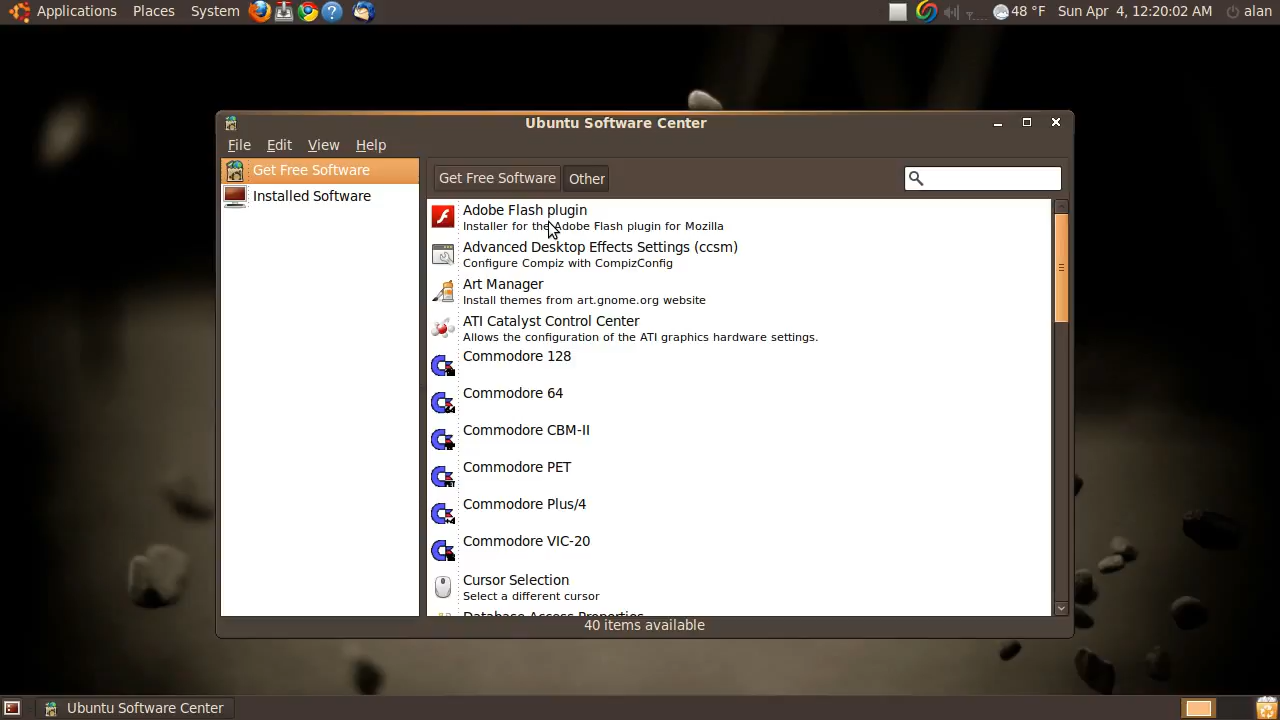 Applications Places System 48 °F Sun Apr 4, 12:20:02 AM alan
Ubuntu Software Center
File Edit View Help
Get Free Software
Installed Software
Get Free Software Other
Adobe Flash plugin
Installer for the Adobe Flash plugin for Mozilla
Advanced Desktop Effects Settings (ccsm)
Configure Compiz with CompizConfig
Art Manager
Install themes from art.gnome.org website
ATI Catalyst Control Center
Allows the configuration of the ATI graphics hardware settings.
Commodore 128
Commodore 64
Commodore CBM-II
Commodore PET
Commodore Plus/4
Commodore VIC-20
Cursor Selection
Select a different cursor
Database Access Properties
40 items available
Ubuntu Software Center